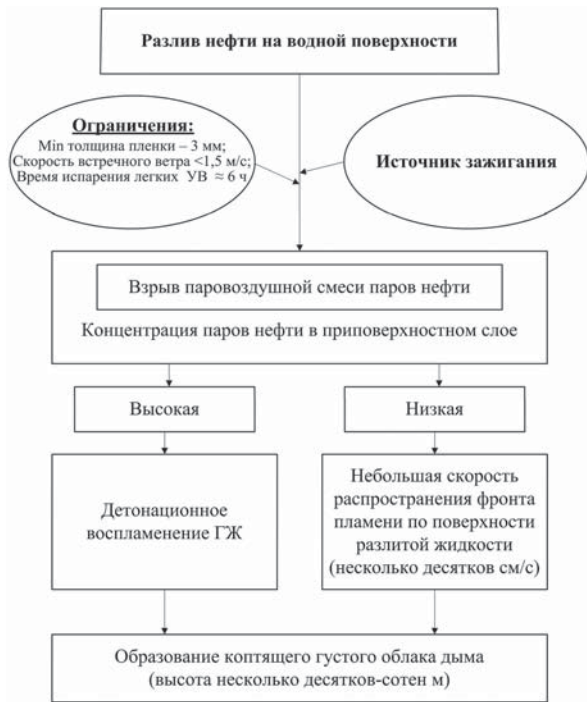 Разлив нефти на водной поверхности
Ограничения:
Min толщина пленки – 3 мм;
Скорость встречного ветра <1,5 м/с;
Время испарения легких УВ ≈ 6 ч
Источник зажигания
Взрыв паровоздушной смеси паров нефти
Концентрация паров нефти в приповерхностном слое
Высокая
Низкая
Детонационное
воспламенение ГЖ
Небольшая скорость
распространения фронта
пламени по поверхности
разлитой жидкости
(несколько десятков см/с)
Образование коптящего густого облака дыма
(высота несколько десятков-сотен м)